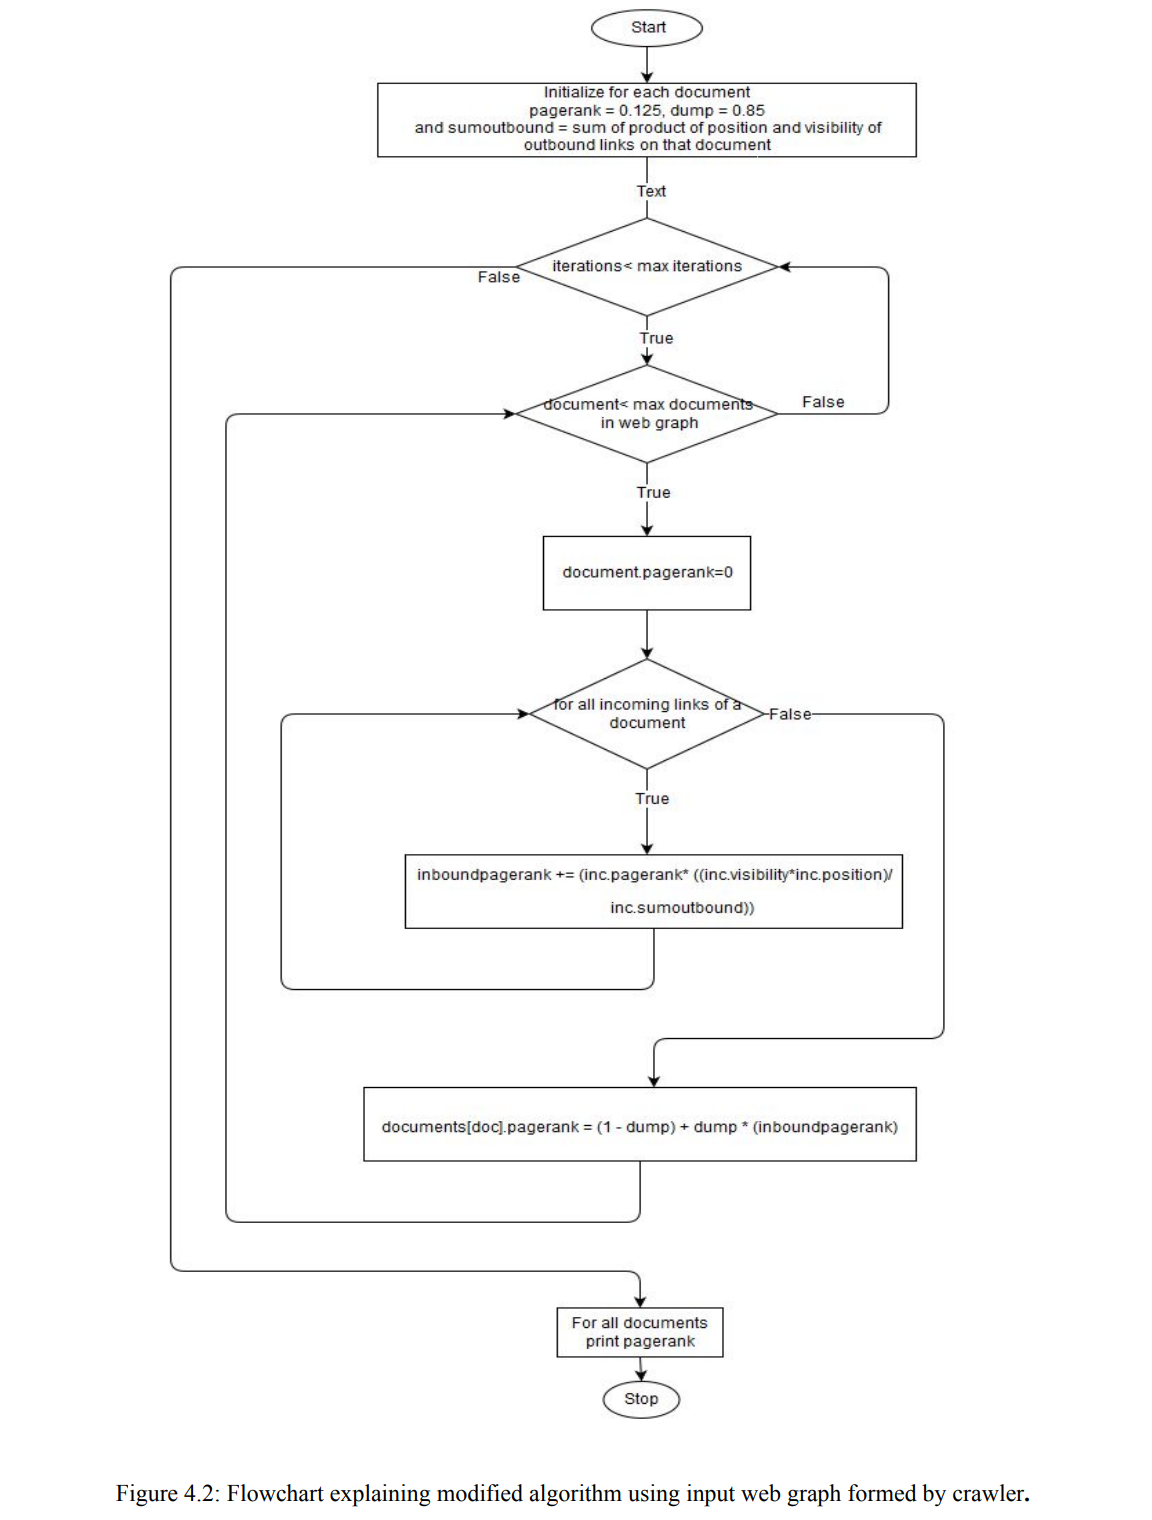 Start
Initialize for each document
pagerank = 0.125, dump = 0.85
and sumoutbound = sum of product of position and visibility of
outbound links on that document
Text
iterations< max iterations
False
True
document< max documents
in web graph
False
True
document.pagerank=0
for all incoming links of a
document
False
True
inboundpagerank += (inc.pagerank* ((inc.visibility*inc.position)/
inc.sumoutbound))
documents[doc].pagerank = (1 - dump) + dump * (inboundpagerank)
For all documents
print pagerank
Stop
Figure 4.2: Flowchart explaining modified algorithm using input web graph formed by crawler.